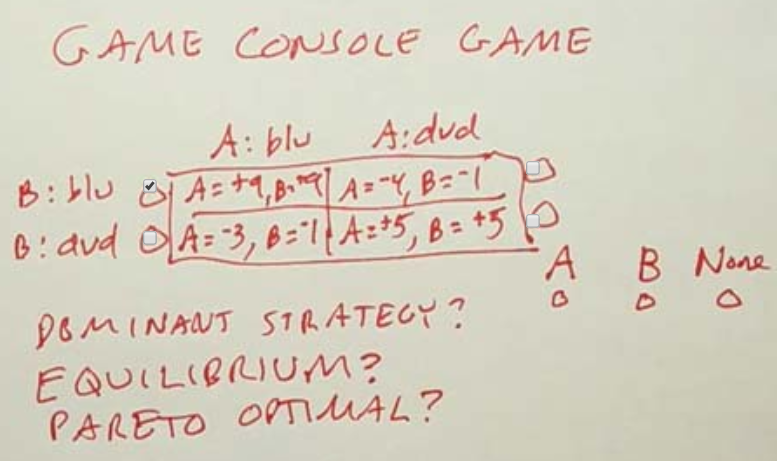 GAME CONSOLE GAME
A: blu A: dvd
B: blu A=+9, B=+9 A=-4, B=-1
B: dvd A=-3, B=-1 A=+5, B=+5
A B None
DOMINANT STRATEGY?
EQUILIBRIUM?
PARETO OPTIMAL?